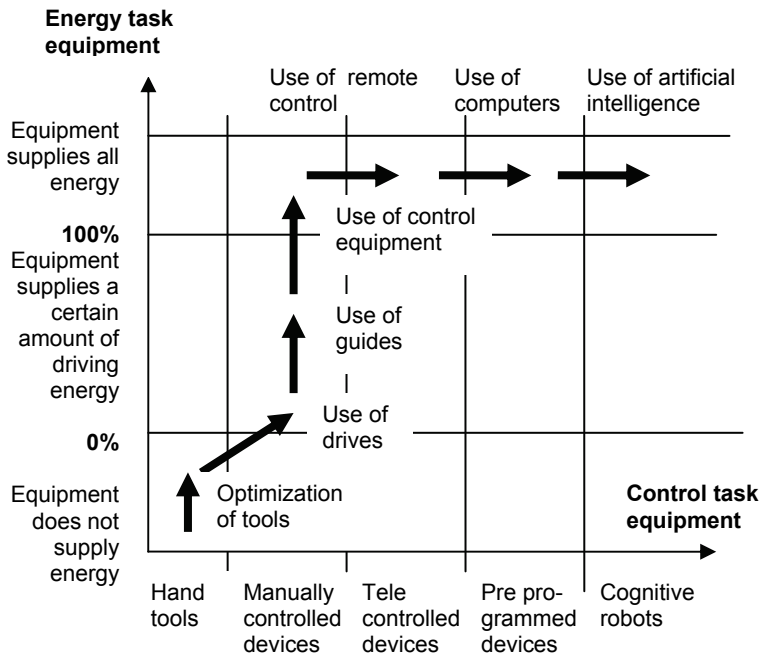 Energy task
equipment
Use of remote
control
Use of
computers
Use of artificial
intelligence
Equipment
supplies all
energy
Use of control
equipment
100%
Equipment
supplies a
certain
amount of
driving
energy
Use of
guides
Use of
drives
0%
Equipment
does not
supply
energy
Optimization
of tools
Control task
equipment
Hand
tools
Manually
controlled
devices
Tele
controlled
devices
Pre pro-
grammed
devices
Cognitive
robots